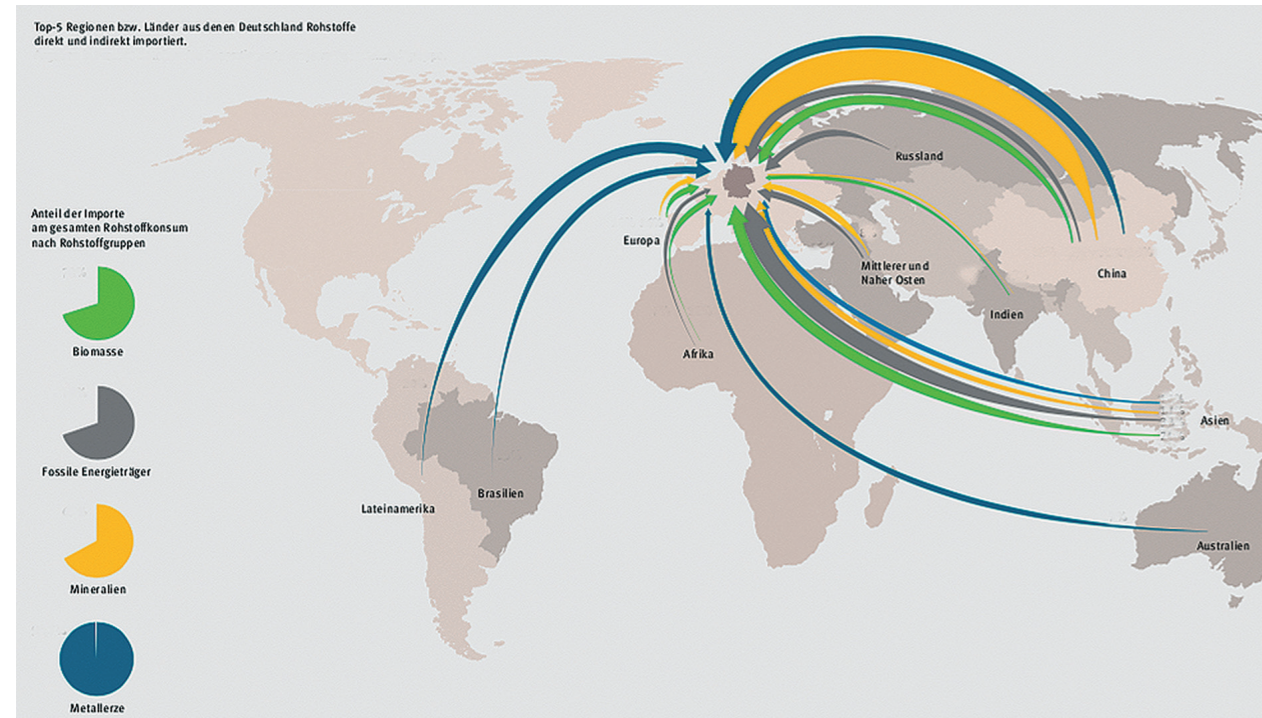 Top-5 Regionen bzw. Länder aus denen Deutschland Rohstoffe
direkt und indirekt importiert.
Anteil der Importe
am gesamten Rohstoffkonsum
nach Rohstoffgruppen
Biomasse
Fossile Energieträger
Mineralien
Metallerze
Russland
Europa
Mittlerer und
Naher Osten
China
Indien
Afrika
Asien
Brasilien
Lateinamerika
Australien